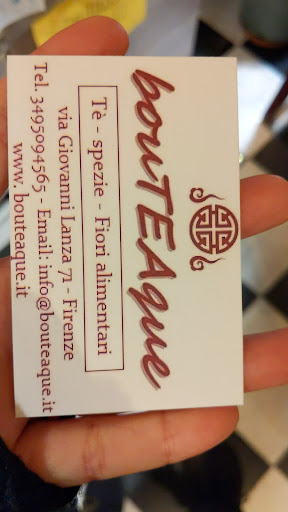 bouTEAque
Tè - spezie - Fiori alimentari
via Giovanni Lanza 71 - Firenze
Tel. 3495094565 - Email: info@bouteaque.it
www. bouteaque.it